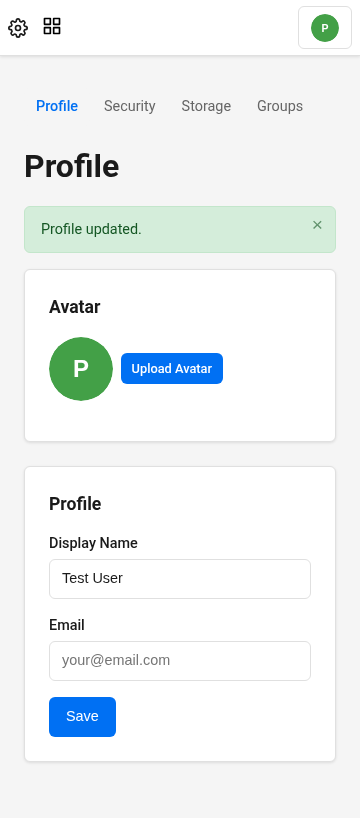 P
Profile Security Storage Groups
Profile
Profile updated.
Avatar
P
Upload Avatar
Profile
Display Name
Test User
Email
your@email.com
Save